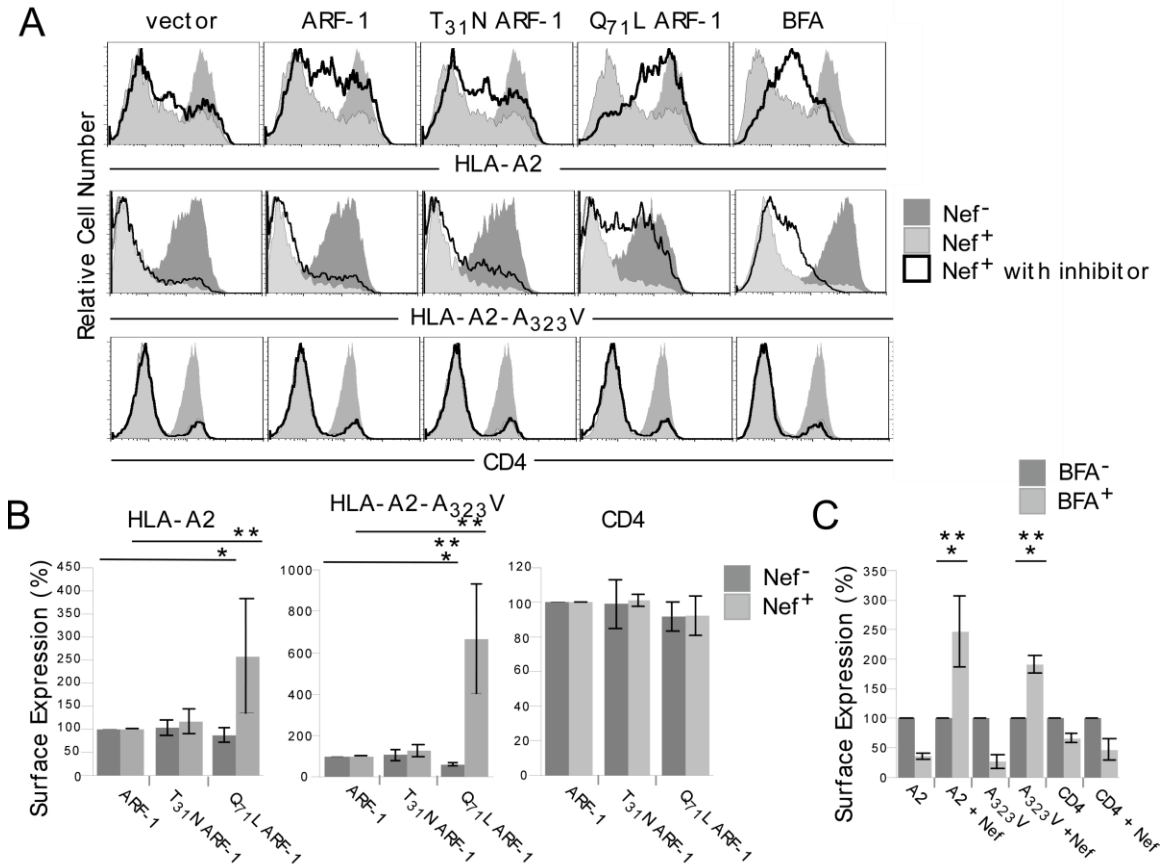 A
vector ARF-1 T31N ARF-1 Q71L ARF-1 BFA
Relative Cell Number
HLA-A2
HLA-A2-A323V
CD4
Nef-
Nef+
Nef+ with inhibitor
B
HLA-A2
HLA-A2-A323V
CD4
** 
*
**
**
*
Surface Expression (%)
450
400
350
300
250
200
150
100
50
0
1000
800
600
400
200
0
120
100
80
60
40
20
0
Nef-
Nef+
ARF-1 T31N ARF-1 Q71L ARF-1
ARF-1 T31N ARF-1 Q71L ARF-1
ARF-1 T31N ARF-1 Q71L ARF-1
C
BFA-
BFA+
** **
* *
Surface Expression (%)
350
300
250
200
150
100
50
0
A2 A2 + Nef A323V A323V +Nef CD4 CD4 + Nef